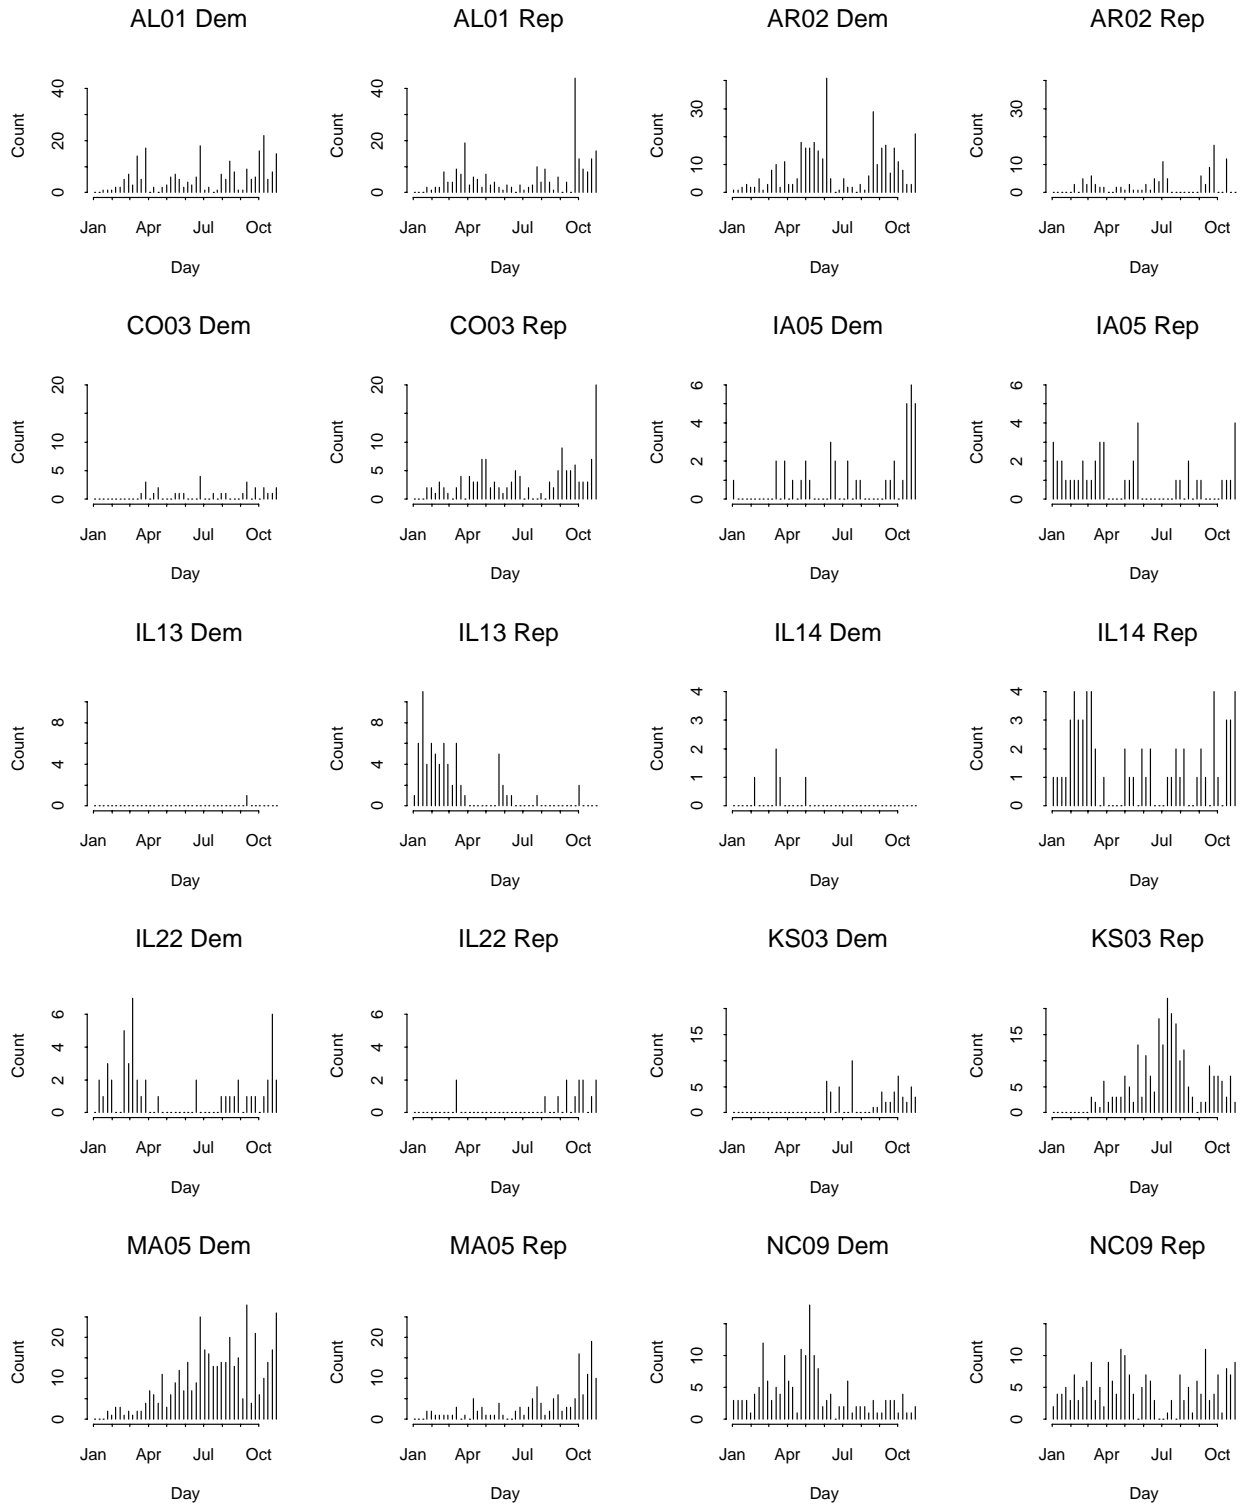 AL01 Dem AL01 Rep AR02 Dem AR02 Rep
Count 0 20 40 Count 0 20 40 Count 0 10 30 Count 0 10 30
Jan Apr Jul Oct Jan Apr Jul Oct Jan Apr Jul Oct Jan Apr Jul Oct
Day Day Day Day
CO03 Dem CO03 Rep IA05 Dem IA05 Rep
Count 0 5 10 20 Count 0 5 10 20 Count 0 2 4 6 Count 0 2 4 6
Jan Apr Jul Oct Jan Apr Jul Oct Jan Apr Jul Oct Jan Apr Jul Oct
Day Day Day Day
IL13 Dem IL13 Rep IL14 Dem IL14 Rep
Count 0 4 8 Count 0 4 8 Count 0 1 2 3 4 Count 0 1 2 3 4
Jan Apr Jul Oct Jan Apr Jul Oct Jan Apr Jul Oct Jan Apr Jul Oct
Day Day Day Day
IL22 Dem IL22 Rep KS03 Dem KS03 Rep
Count 0 2 4 6 Count 0 2 4 6 Count 0 5 15 Count 0 5 15
Jan Apr Jul Oct Jan Apr Jul Oct Jan Apr Jul Oct Jan Apr Jul Oct
Day Day Day Day
MA05 Dem MA05 Rep NC09 Dem NC09 Rep
Count 0 10 20 Count 0 10 20 Count 0 5 10 Count 0 5 10
Jan Apr Jul Oct Jan Apr Jul Oct Jan Apr Jul Oct Jan Apr Jul Oct
Day Day Day Day